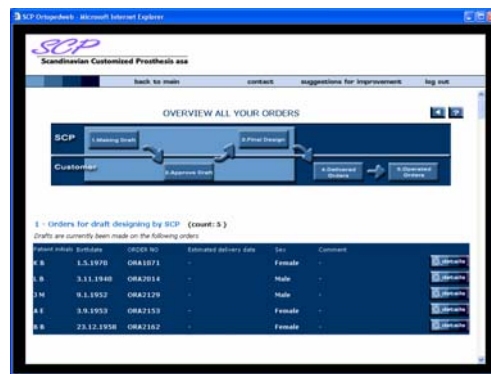 SCP Ortopedweb - Microsoft Internet Explorer
SCP
Scandinavian Customized Prosthesis asa
back to main contact suggestions for improvement log out
OVERVIEW ALL YOUR ORDERS
SCP 1.Making Draft 3.Final Design
Customer 2.Approve Draft 4.Delivered Orders 5.Operated Orders
1 - Orders for draft designing by SCP (count: 5 )
Drafts are currently been made on the following orders
Patient initials Birthdate ORDER NO Estimated delivery date Sex Comment
K B 1.5.1970 ORA1071 - Female - details
L B 3.11.1940 ORA2014 - Male - details
J M 9.1.1952 ORA2129 - Male - details
A E 3.9.1953 ORA2153 - Female - details
B B 23.12.1958 ORA2162 - Female - details